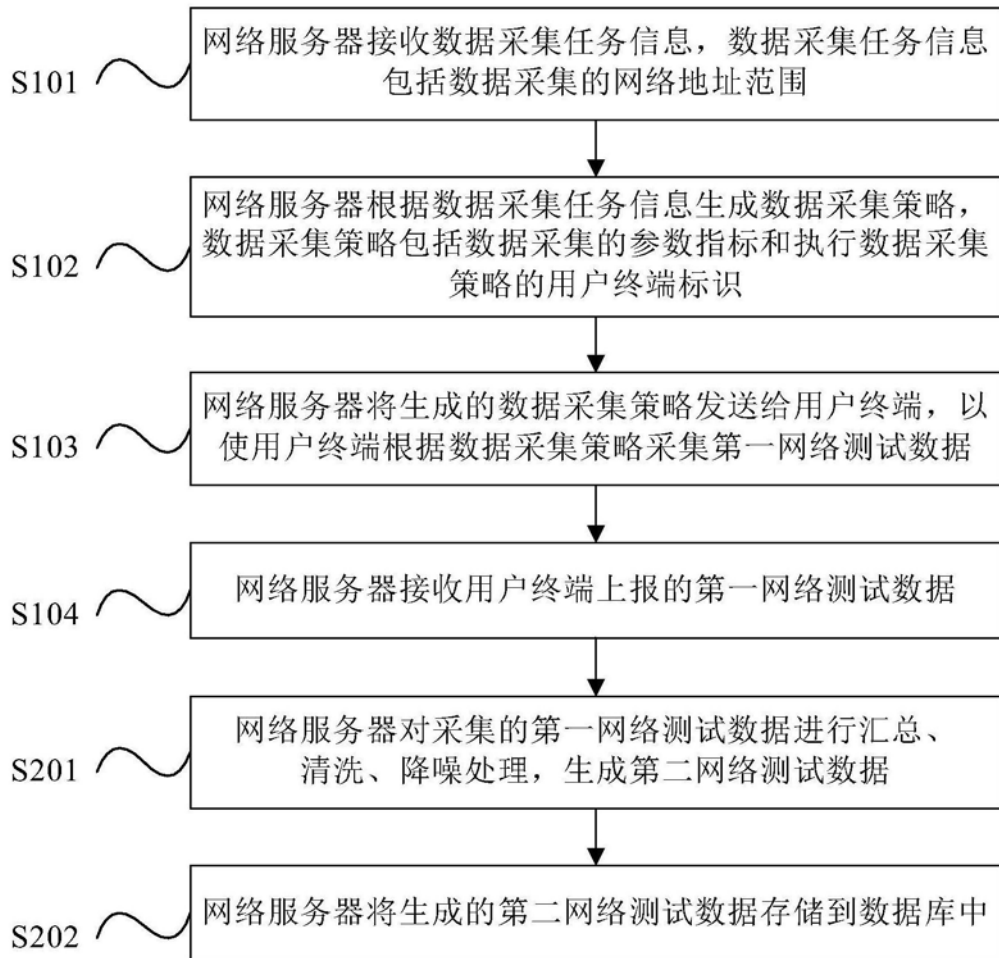 S101
网络服务器接收数据采集任务信息，数据采集任务信息
包括数据采集的网络地址范围
S102
网络服务器根据数据采集任务信息生成数据采集策略，
数据采集策略包括数据采集的参数指标和执行数据采集
策略的用户终端标识
S103
网络服务器将生成的数据采集策略发送给用户终端，以
使用户终端根据数据采集策略采集第一网络测试数据
S104
网络服务器接收用户终端上报的第一网络测试数据
S201
网络服务器对采集的第一网络测试数据进行汇总、
清洗、降噪处理，生成第二网络测试数据
S202
网络服务器将生成的第二网络测试数据存储到数据库中